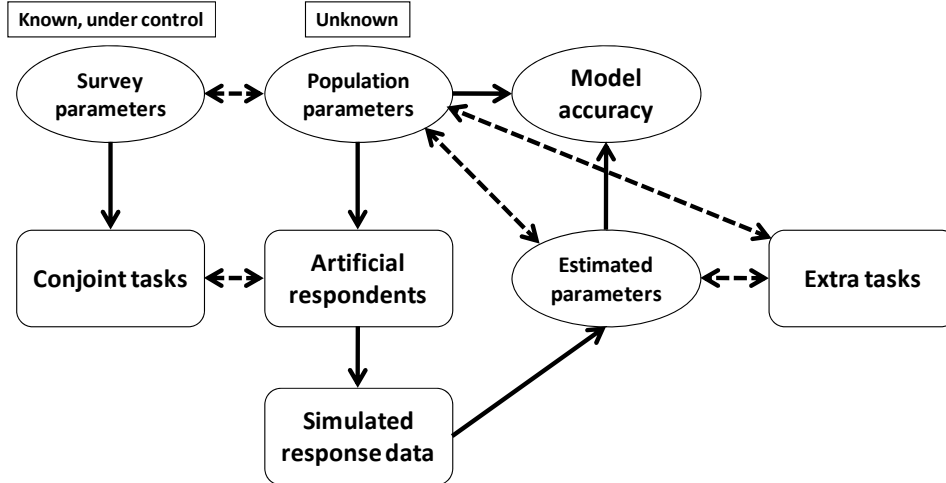 Known, under control
Unknown
Survey
parameters
Population
parameters
Model
accuracy
Conjoint tasks
Artificial
respondents
Estimated
parameters
Extra tasks
Simulated
response data